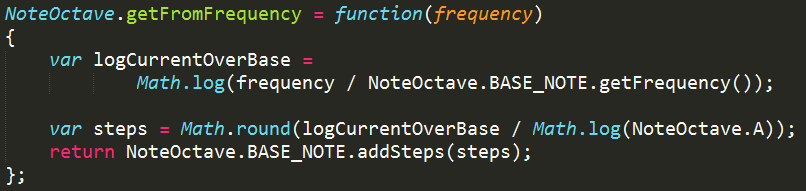 NoteOctave.getFromFrequency = function(frequency)
{
    var logCurrentOverBase =
            Math.log(frequency / NoteOctave.BASE_NOTE.getFrequency());

    var steps = Math.round(logCurrentOverBase / Math.log(NoteOctave.A));
    return NoteOctave.BASE_NOTE.addSteps(steps);
};